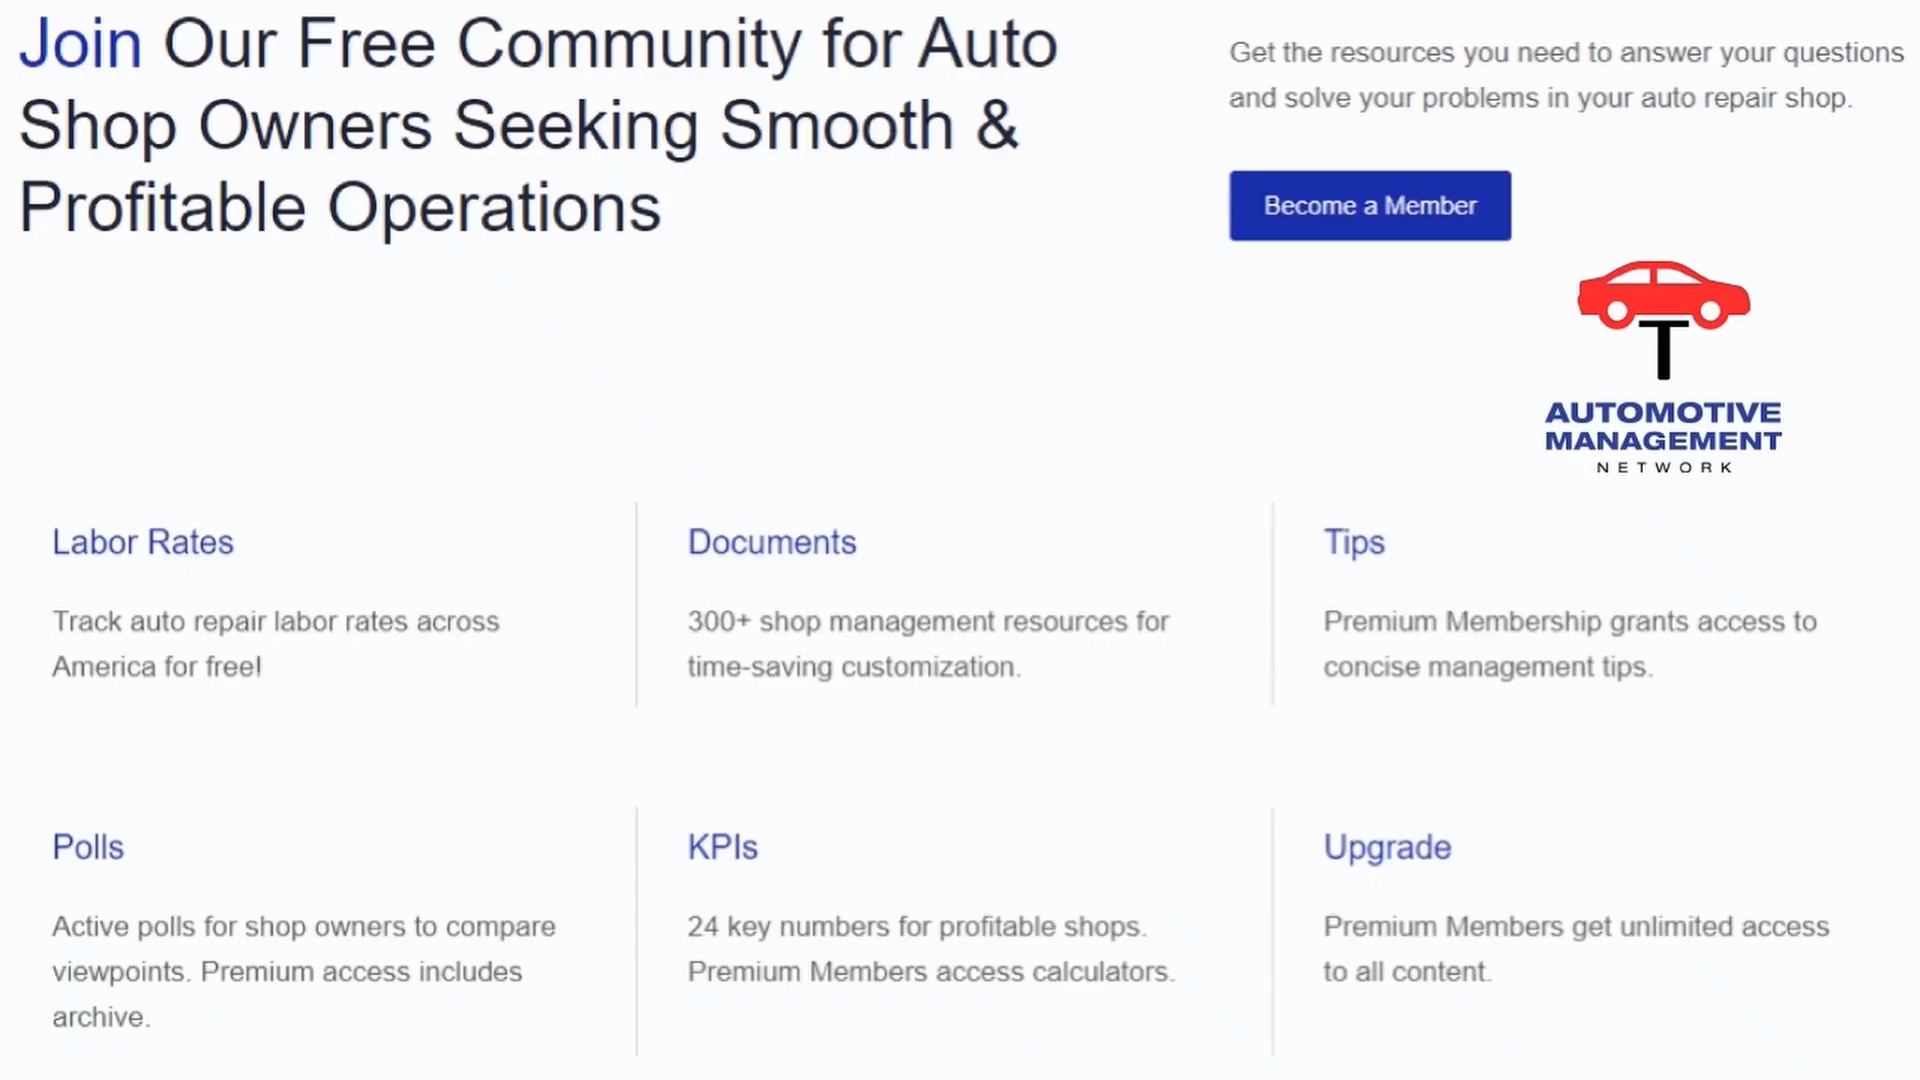 Join Our Free Community for Auto
Shop Owners Seeking Smooth &
Profitable Operations
Get the resources you need to answer your questions
and solve your problems in your auto repair shop.
Become a Member
AUTOMOTIVE
MANAGEMENT
NETWORK
Labor Rates
Track auto repair labor rates across
America for free!
Documents
300+ shop management resources for
time-saving customization.
Tips
Premium Membership grants access to
concise management tips.
Polls
Active polls for shop owners to compare
viewpoints. Premium access includes
archive.
KPIs
24 key numbers for profitable shops.
Premium Members access calculators.
Upgrade
Premium Members get unlimited access
to all content.